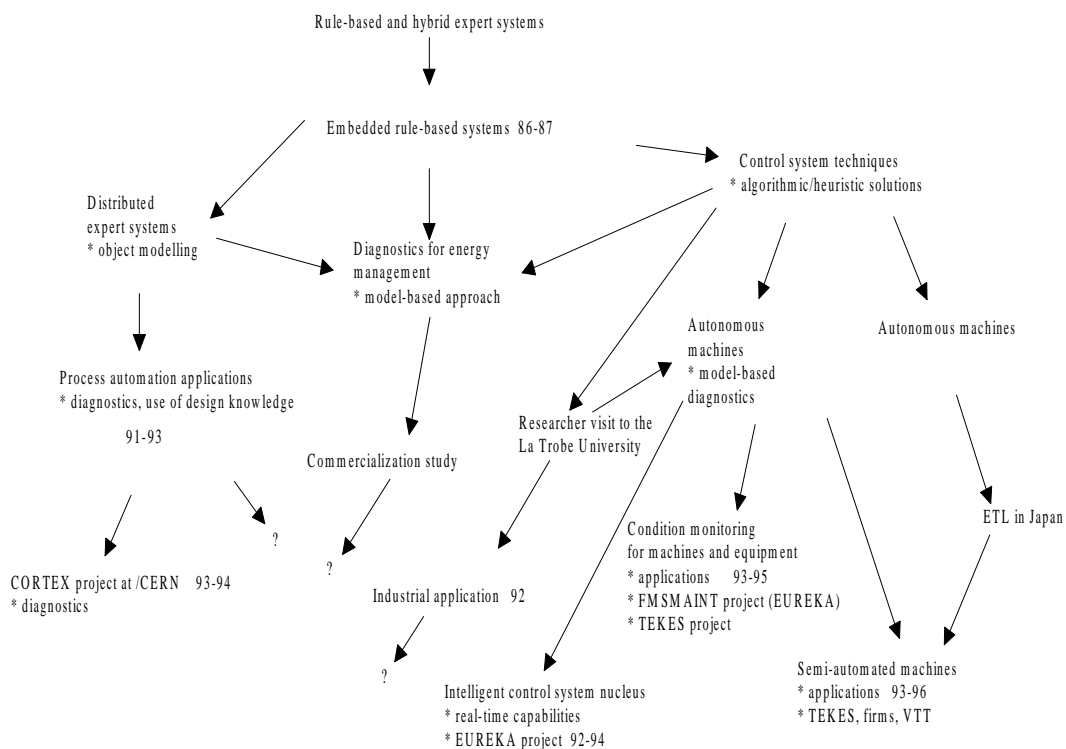 Rule-based and hybrid expert systems
Embedded rule-based systems 86-87
Control system techniques
* algorithmic/heuristic solutions
Distributed
expert systems
* object modelling
Diagnostics for energy
management
* model-based approach
Autonomous
machines
* model-based
diagnostics
Autonomous machines
Process automation applications
* diagnostics, use of design knowledge
91-93
Researcher visit to the
La Trobe University
Commercialization study
ETL in Japan
?
?
Condition monitoring
for machines and equipment
* applications 93-95
* FMSMAINT project (EUREKA)
* TEKES project
CORTEX project at /CERN 93-94
* diagnostics
Industrial application 92
?
Semi-automated machines
* applications 93-96
* TEKES, firms, VTT
Intelligent control system nucleus
* real-time capabilities
* EUREKA project 92-94